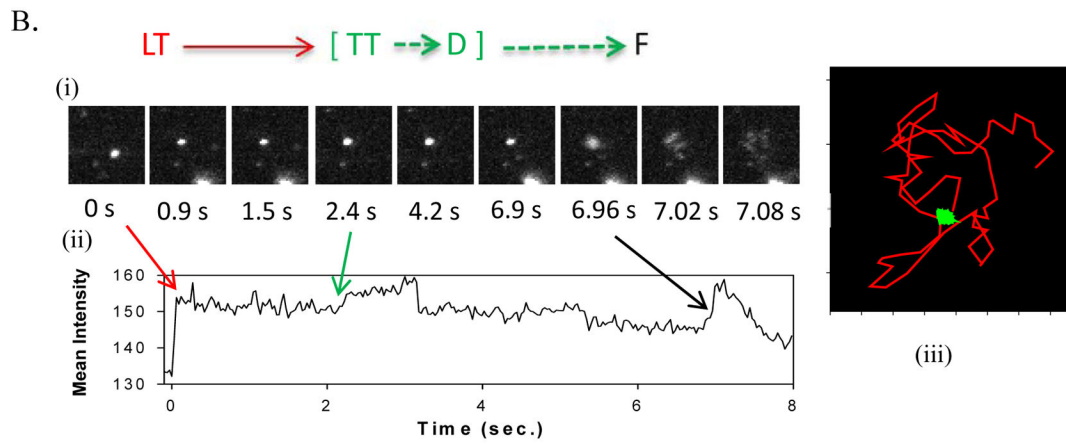 B.
LT [ TT D ] F
(i)
0 s 0.9 s 1.5 s 2.4 s 4.2 s 6.9 s 6.96 s 7.02 s 7.08 s
(ii)
Mean Intensity
160
150
140
130
0 2 4 6 8
Time (sec.)
(iii)